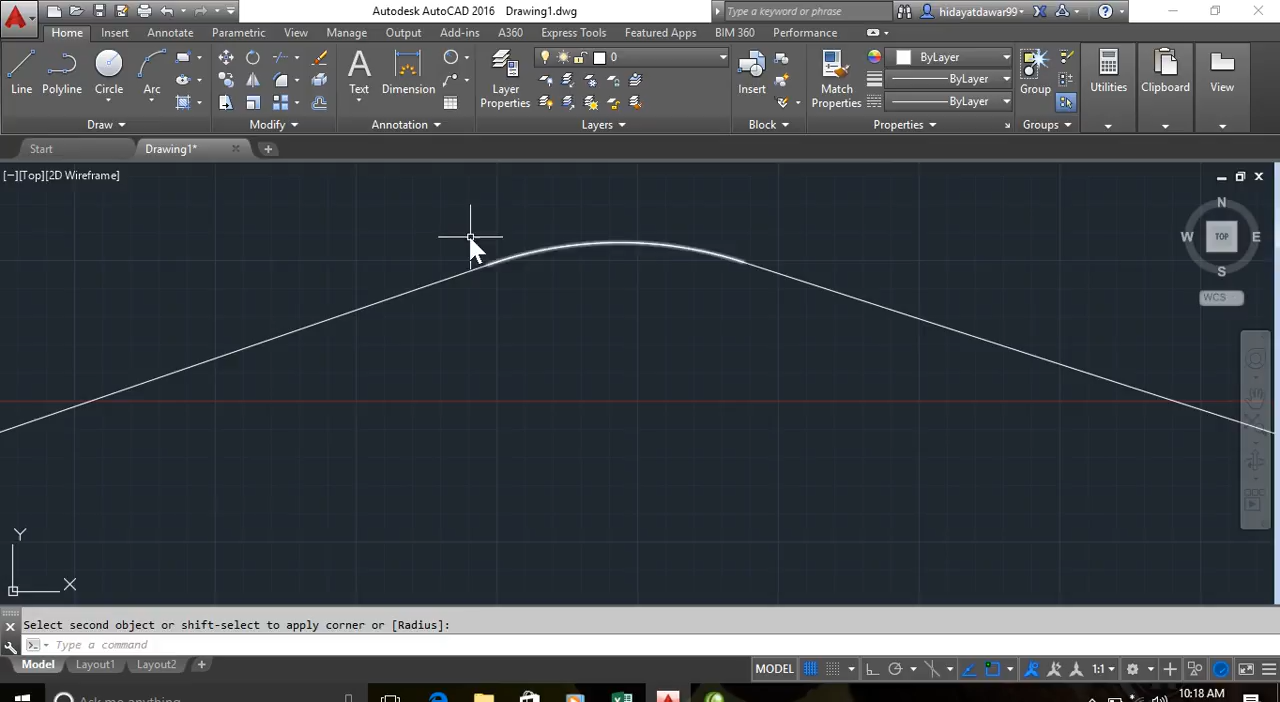 Autodesk AutoCAD 2016 Drawing1.dwg
Type a keyword or phrase
hidayatdawar99
Home Insert Annotate Parametric View Manage Output Add-ins A360 Express Tools Featured Apps BIM 360 Performance
Line Polyline Circle Arc
Draw
Modify
Text Dimension
Annotation
Layer
Properties
0
Layers
Insert
Block
Match
Properties
ByLayer
ByLayer
ByLayer
Properties
Group
Groups
Utilities
Clipboard
View
Start Drawing1*
[−][Top][2D Wireframe]
N
W TOP E
S
WCS
Y
X
Select second object or shift-select to apply corner or [Radius]:
Type a command
Model Layout1 Layout2
MODEL 1:1
Ask me anything
10:18 AM